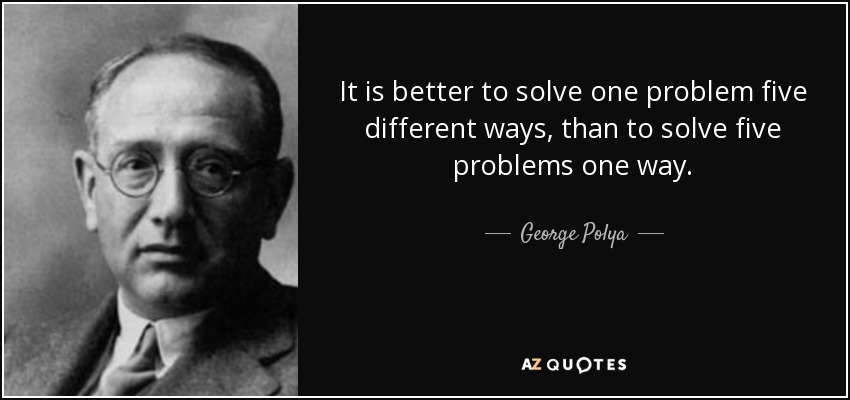 It is better to solve one problem five
different ways, than to solve five
problems one way.
George Polya
AZ QUOTES